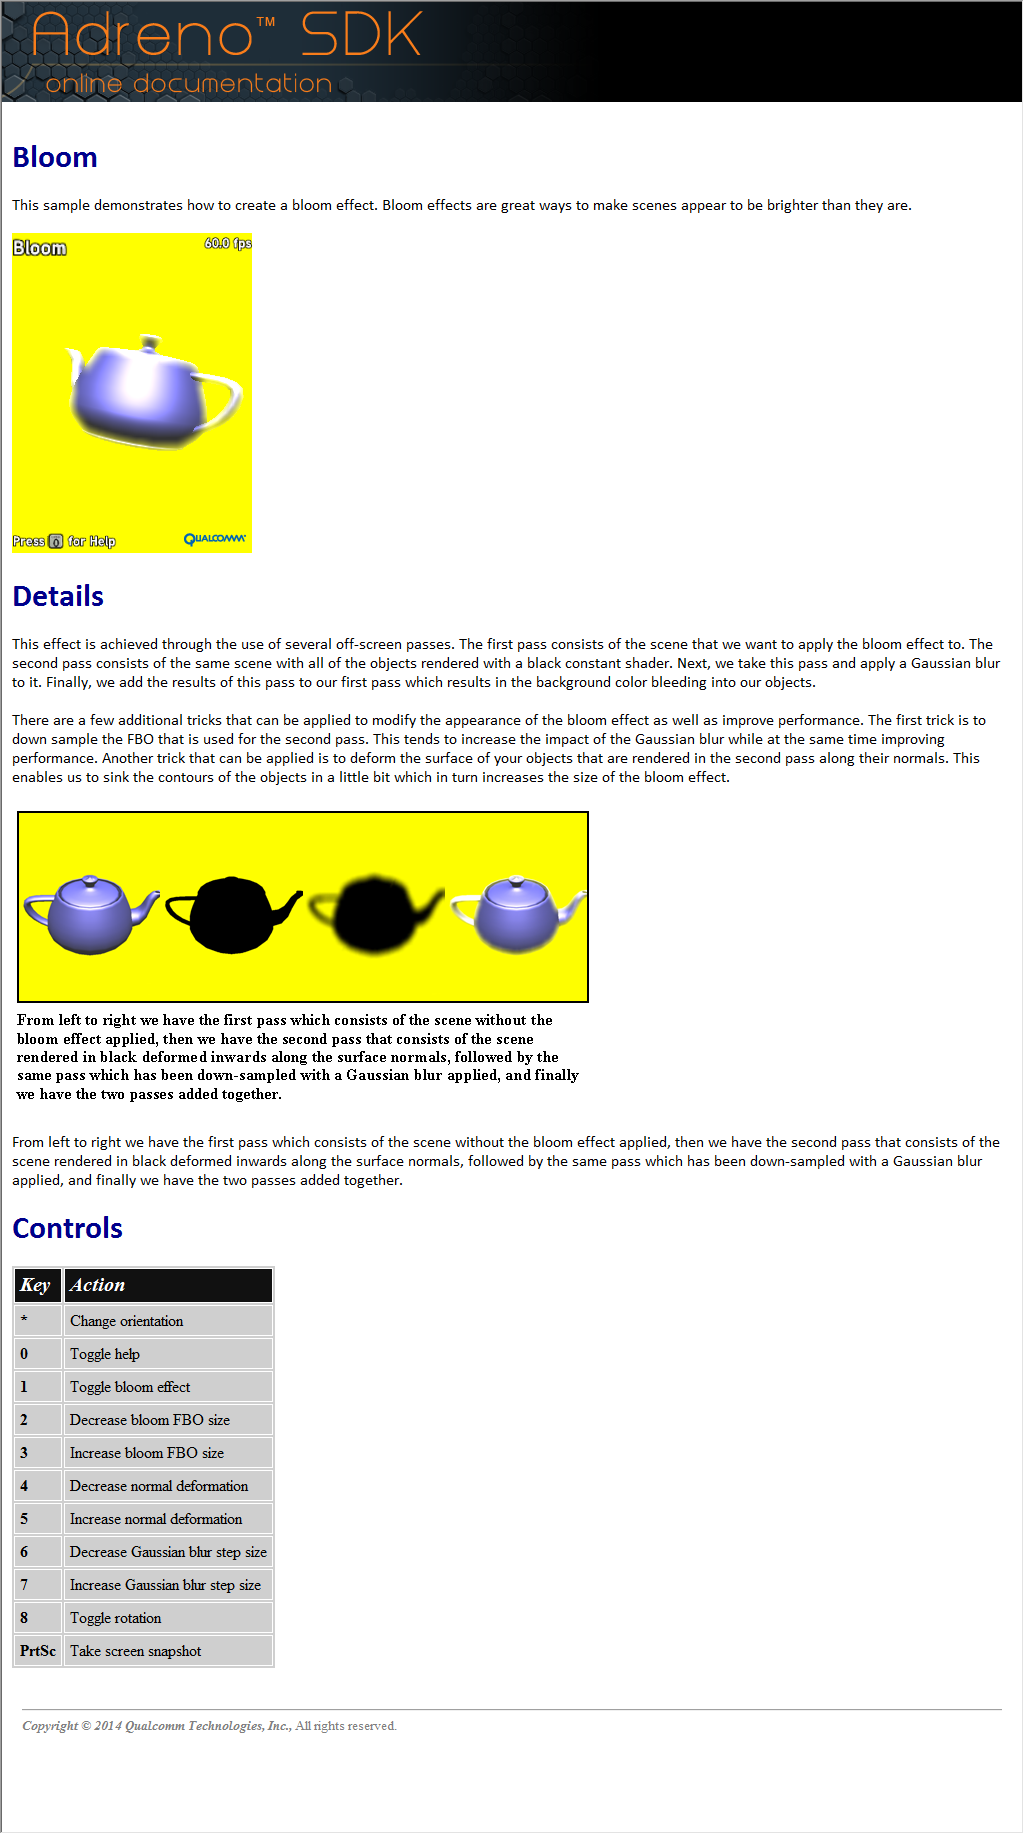 Adreno™ SDK
online documentation
Bloom
This sample demonstrates how to create a bloom effect. Bloom effects are great ways to make scenes appear to be brighter than they are.
Bloom
60.0 fps
Press 0 for Help
QUALCOMM
Details
This effect is achieved through the use of several off-screen passes. The first pass consists of the scene that we want to apply the bloom effect to. The
second pass consists of the same scene with all of the objects rendered with a black constant shader. Next, we take this pass and apply a Gaussian blur
to it. Finally, we add the results of this pass to our first pass which results in the background color bleeding into our objects.
There are a few additional tricks that can be applied to modify the appearance of the bloom effect as well as improve performance. The first trick is to
down sample the FBO that is used for the second pass. This tends to increase the impact of the Gaussian blur while at the same time improving
performance. Another trick that can be applied is to deform the surface of your objects that are rendered in the second pass along their normals. This
enables us to sink the contours of the objects in a little bit which in turn increases the size of the bloom effect.
From left to right we have the first pass which consists of the scene without the
bloom effect applied, then we have the second pass that consists of the scene
rendered in black deformed inwards along the surface normals, followed by the
same pass which has been down-sampled with a Gaussian blur applied, and finally
we have the two passes added together.
From left to right we have the first pass which consists of the scene without the bloom effect applied, then we have the second pass that consists of the
scene rendered in black deformed inwards along the surface normals, followed by the same pass which has been down-sampled with a Gaussian blur
applied, and finally we have the two passes added together.
Controls
Key Action
* Change orientation
0 Toggle help
1 Toggle bloom effect
2 Decrease bloom FBO size
3 Increase bloom FBO size
4 Decrease normal deformation
5 Increase normal deformation
6 Decrease Gaussian blur step size
7 Increase Gaussian blur step size
8 Toggle rotation
PrtSc Take screen snapshot
Copyright © 2014 Qualcomm Technologies, Inc., All rights reserved.